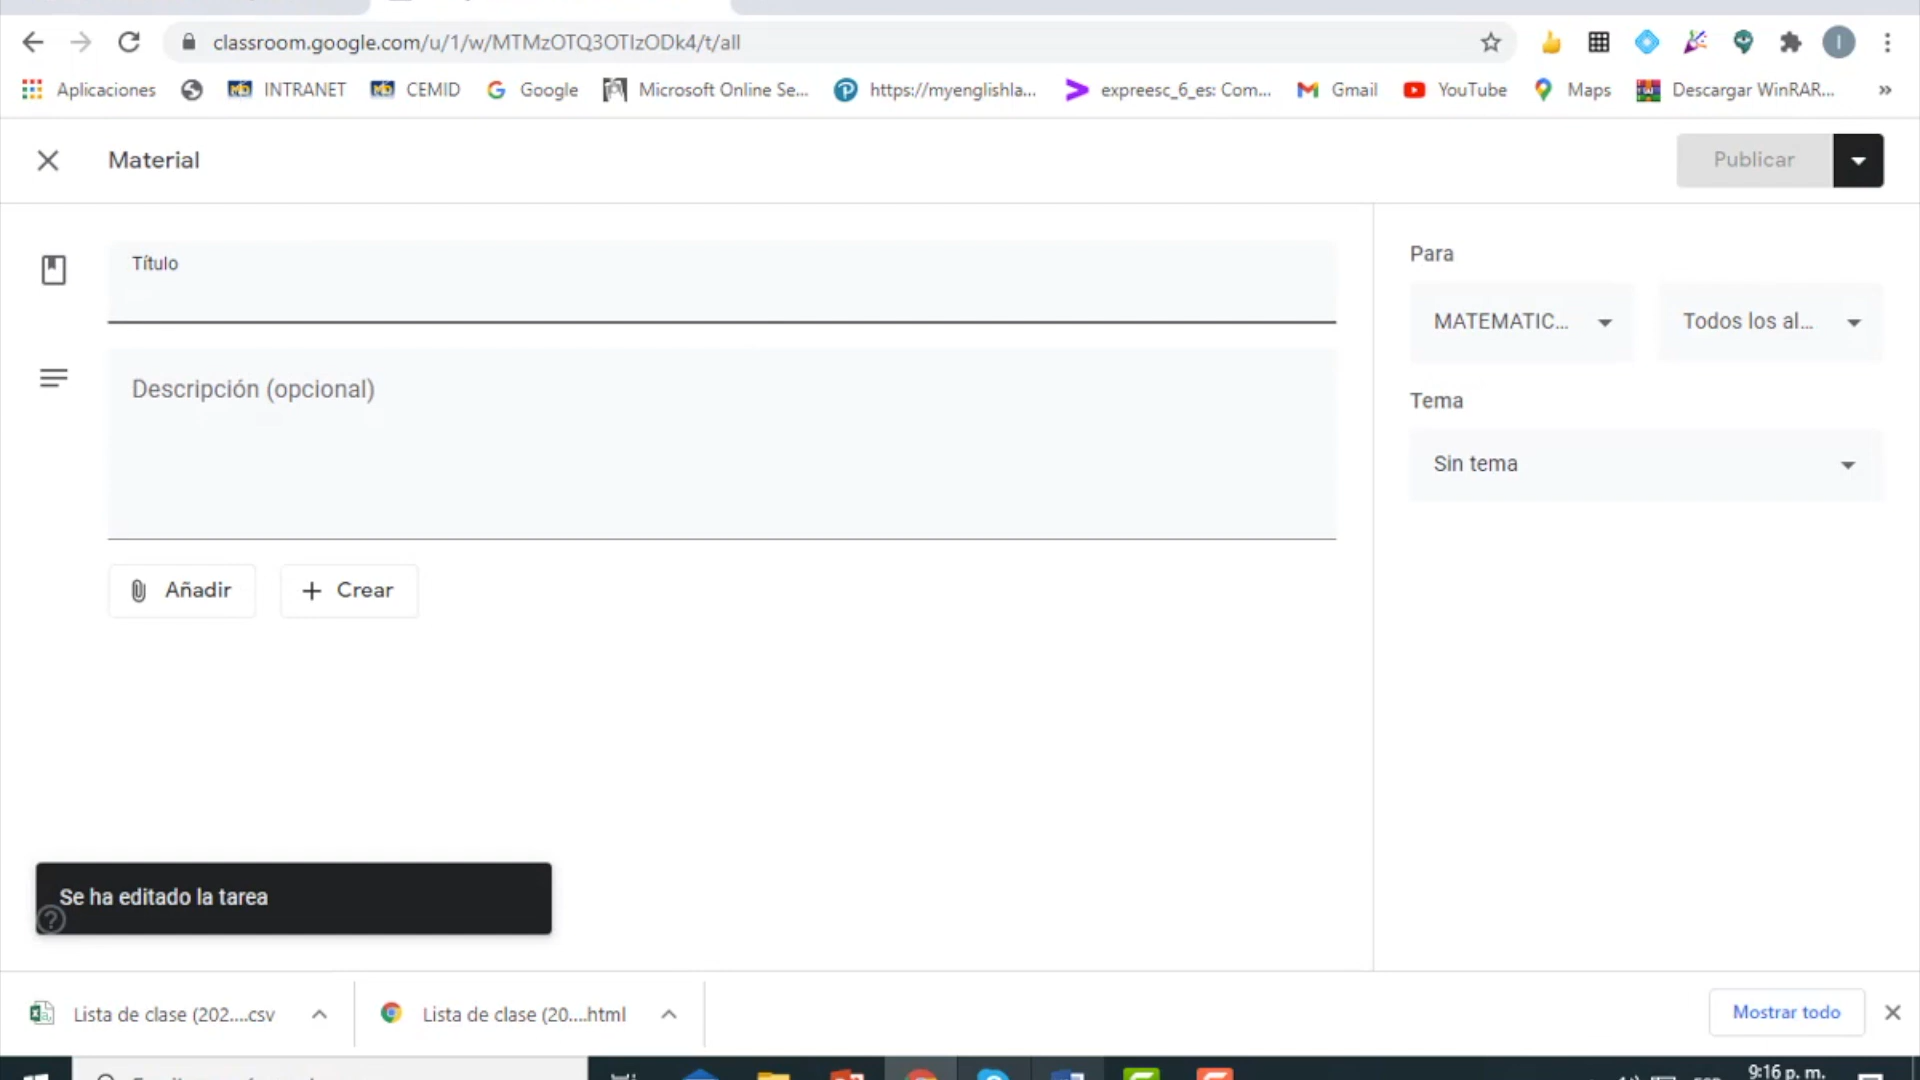 classroom.google.com/u/1/w/MTMzOTQ3OTIzODk4/t/all
I
Aplicaciones INTRANET CEMID Google Microsoft Online Se... https://myenglishla... expreesc_6_es: Com... Gmail YouTube Maps Descargar WinRAR... »
Material
Publicar
Título
Para
MATEMATIC...
Todos los al...
Descripción (opcional)
Tema
Sin tema
Añadir
Crear
Se ha editado la tarea
Lista de clase (202....csv
Lista de clase (20....html
Mostrar todo
9:16 p. m.